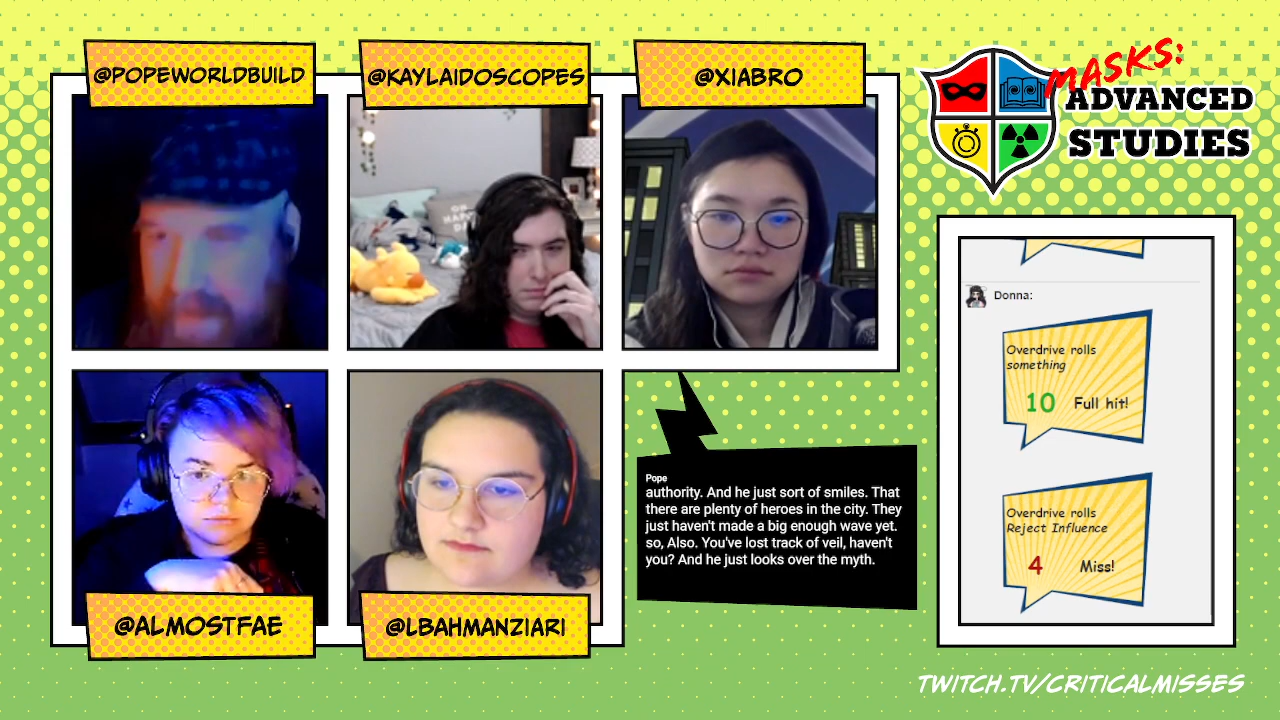 @POPEWORLDBUILD
@KAYLAIDOSCOPES
@XIABRO
MASKS:
ADVANCED
STUDIES
OH
HAPPY
DAY
Donna:
Overdrive rolls
something
10 Full hit!
Overdrive rolls
Reject Influence
4 Miss!
Pope
authority. And he just sort of smiles. That
there are plenty of heroes in the city. They
just haven't made a big enough wave yet.
so, Also. You've lost track of veil, haven't
you? And he just looks over the myth.
@ALMOSTFAE
@LBAHMANZIARI
TWITCH.TV/CRITICALMISSES